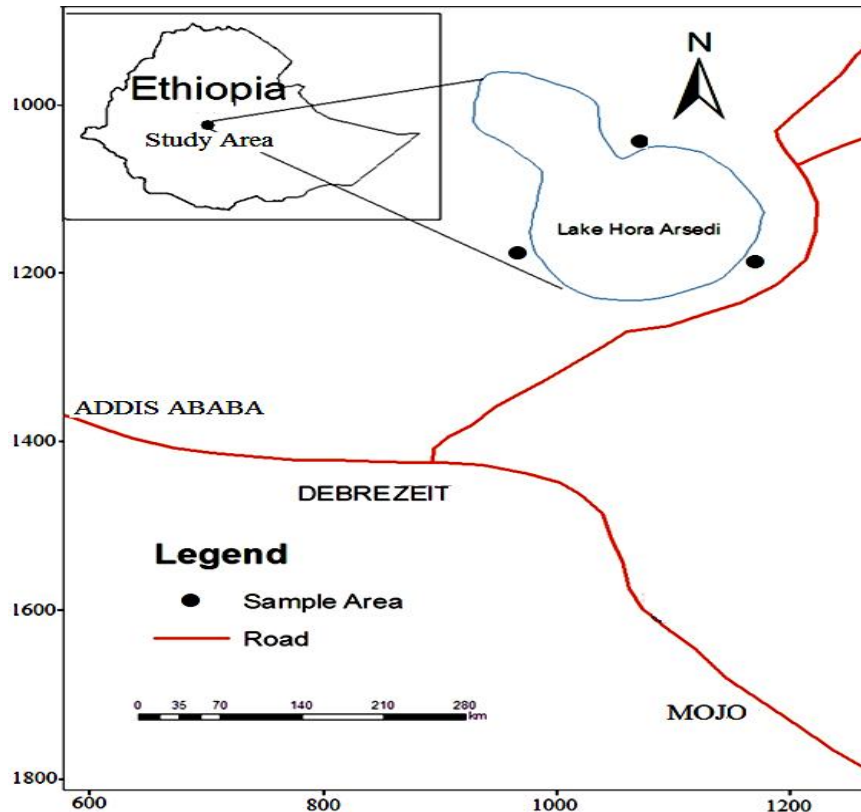 N
Ethiopia
Study Area
Lake Hora Arsedi
ADDIS ABABA
DEBREZEIT
MOJO
Legend
Sample Area
Road
0 35 70 140 210 280
km
1000
1200
1400
1600
1800
600 800 1000 1200